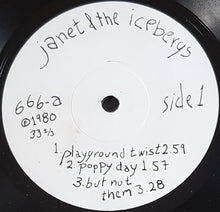 janet & the icebergs
666-a
©1980
33⅓
side 1
1. playground twist 2.59
2. poppy day 1.57
3. but not
them 3.28